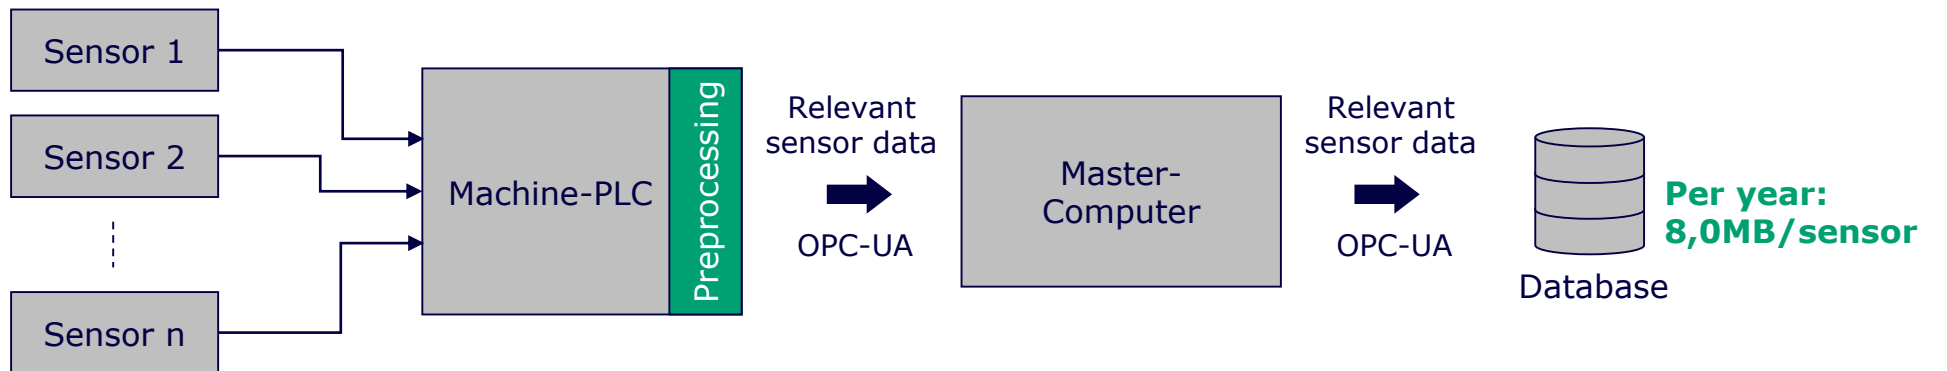 Sensor 1
Sensor 2
Sensor n
Machine-PLC
Preprocessing
Relevant
sensor data
OPC-UA
Master-
Computer
Relevant
sensor data
OPC-UA
Per year:
8,0MB/sensor
Database